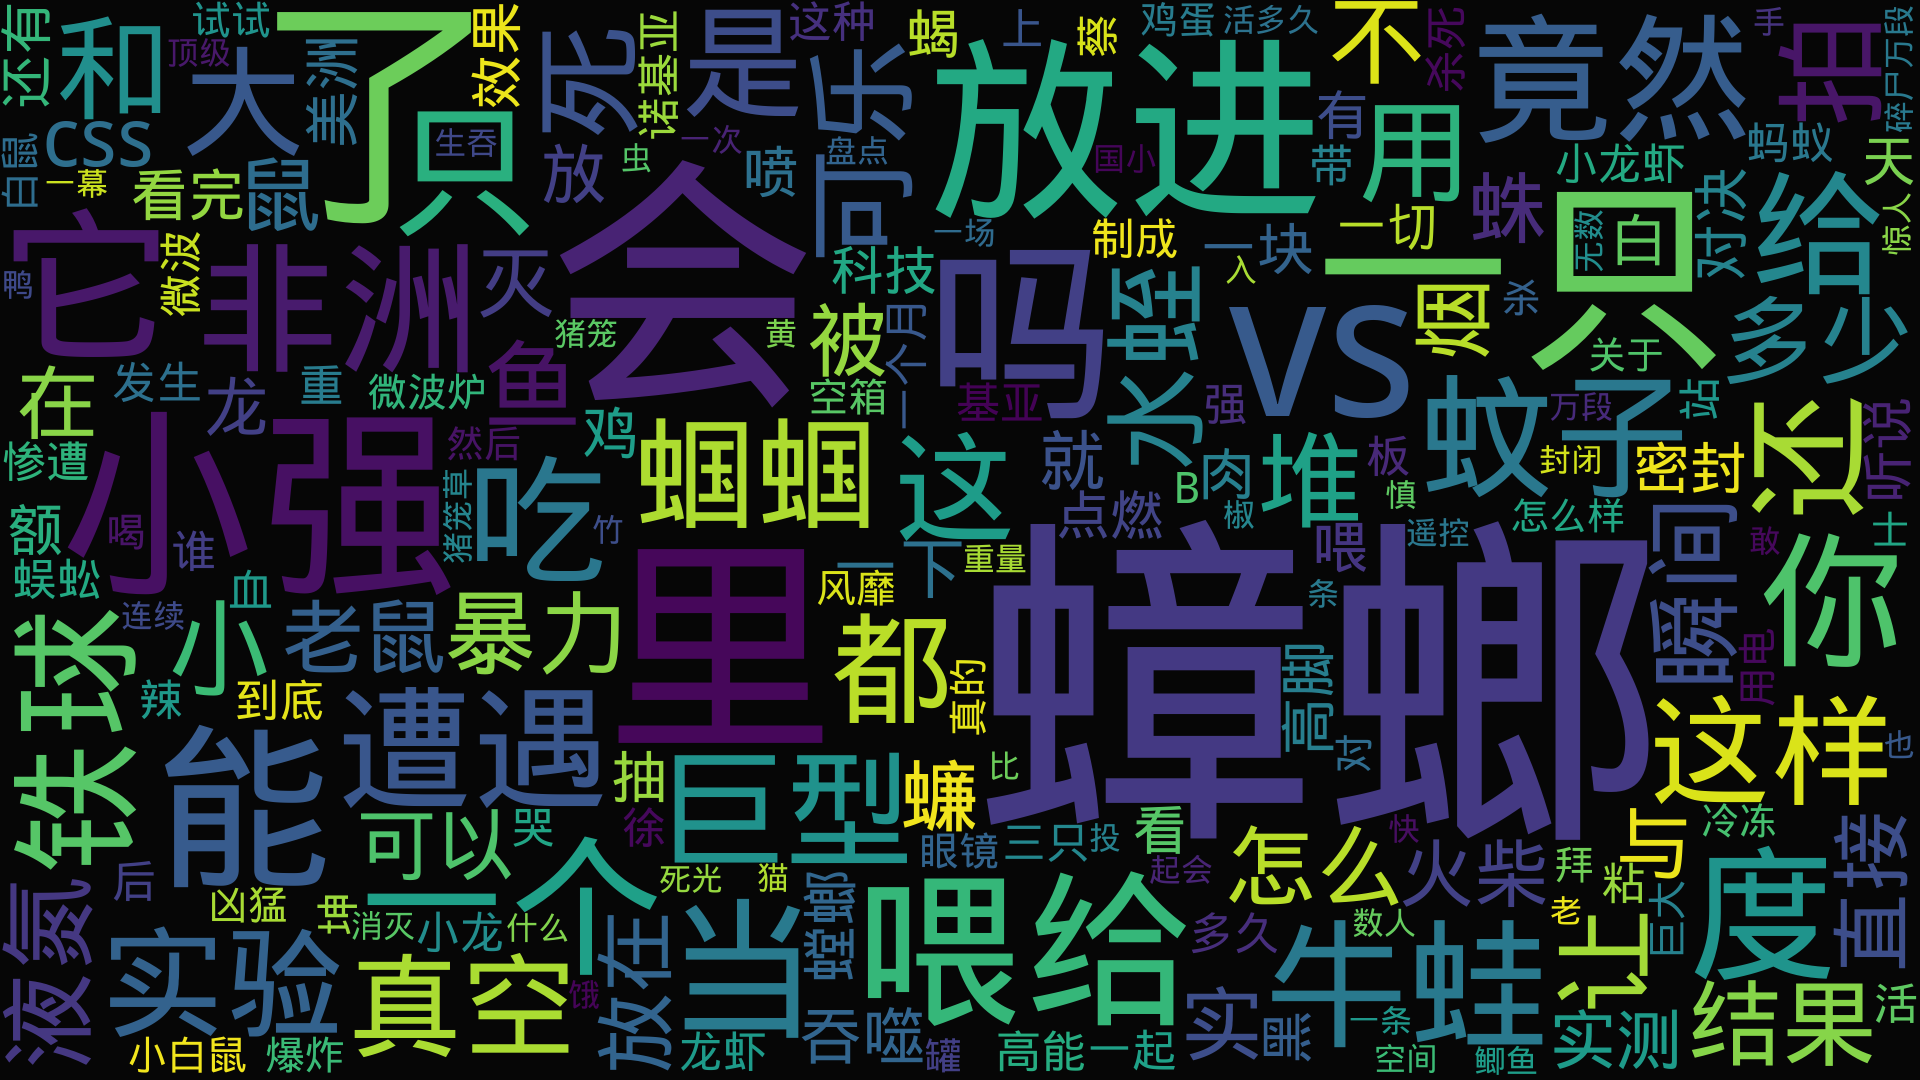 还有
和
试试
顶级
大
美洲
了
效果
死
诺基亚
是
这种
蝎
上
察
鸡蛋
活多久
不
杀死
竟然
手
拍
碎尸万段
css
白鼠
一幕
看完
鼠
只
生吞
放
虫
一次
喷
可乐
盘点
放进
国小
有
带
用
小龙虾
蚂蚁
天
惊人
它
鸭
微波
非洲
灭
会
科技
一场
制成
一块
入
一切
蛛
只
白
无数
对决
给
在
发生
龙
重
微波炉
鱼
猪笼
黄
被
一个月
空箱
吗
基亚
水蛭
强
vs
烟
杀
关于
多少
惨遭
小强
然后
鸡
蝈蝈
这
就
堆
板
蚊子
万段
站
还
听说
额
喝
谁
猪笼草
吃
竹
一下
重量
点燃
B
肉
椒
慎
封闭
密封
怎么样
蜈蚣
自
风靡
里
喂
遥控
瞬间
敢
土
你
铁球
连续
小
老鼠
暴力
都
真的
蟑螂
条
高脚
用电
辣
到底
遭遇
抽
巨型
蠊
比
对
这样
也
能
可以
哭
徐
一个
眼镜
三只
投
看
起会
怎么
快
火柴
与
冷冻
液氮
后
凶猛
蚺
消灭
小龙
什么
死光
猫
螳螂
喂给
多久
数人
拜
粘
老
巨大
度
直接
实验
真空
饿
放在
当
吞噬
牛蛙
让
结果
活
小白鼠
爆炸
龙虾
罐
高能
一起
实
黑
一条
空间
鲫鱼
实测